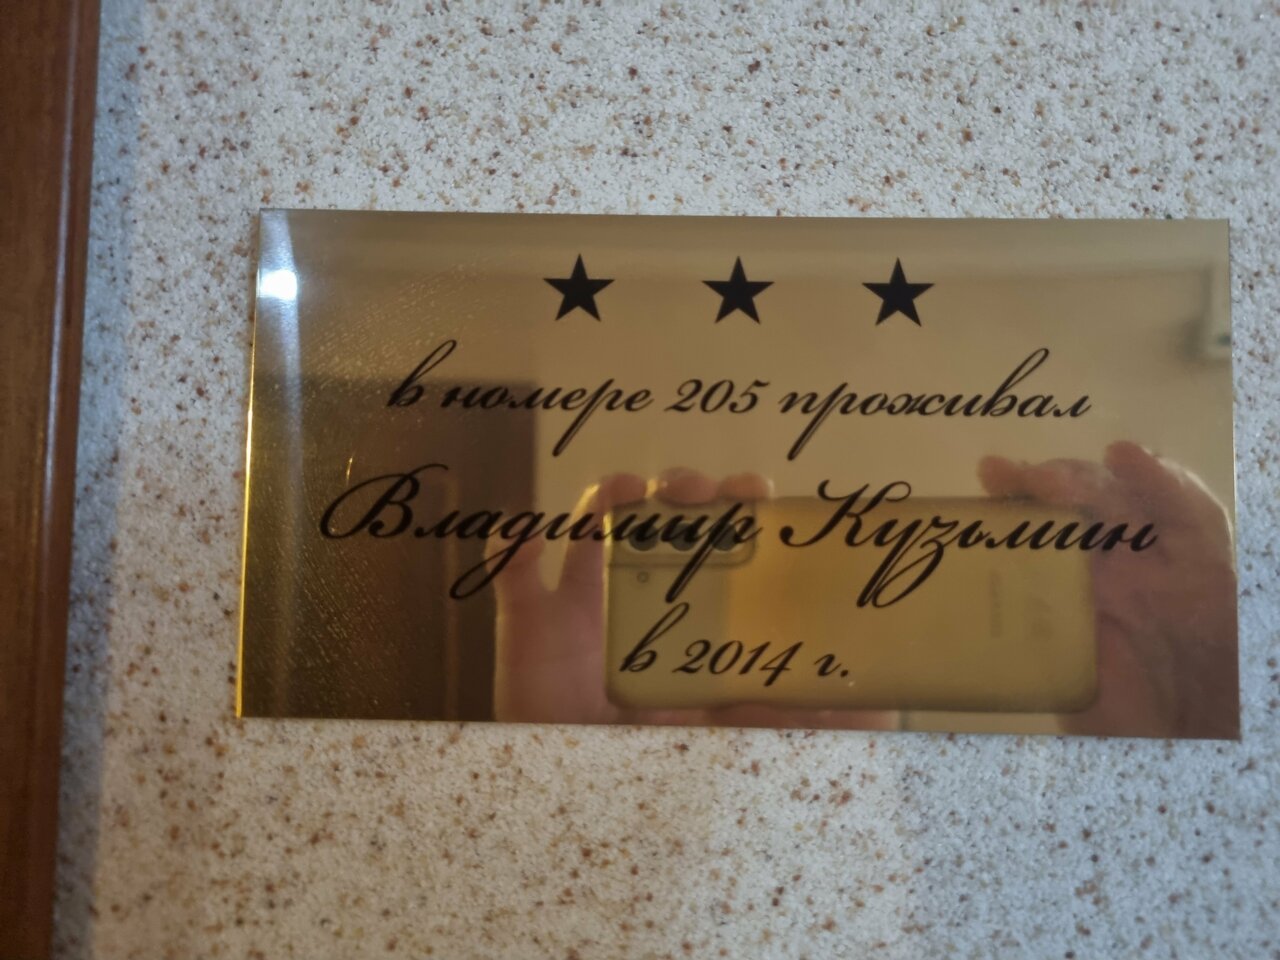 в номере 205 проживал
Владимир Кузьмин
в 2014 г.